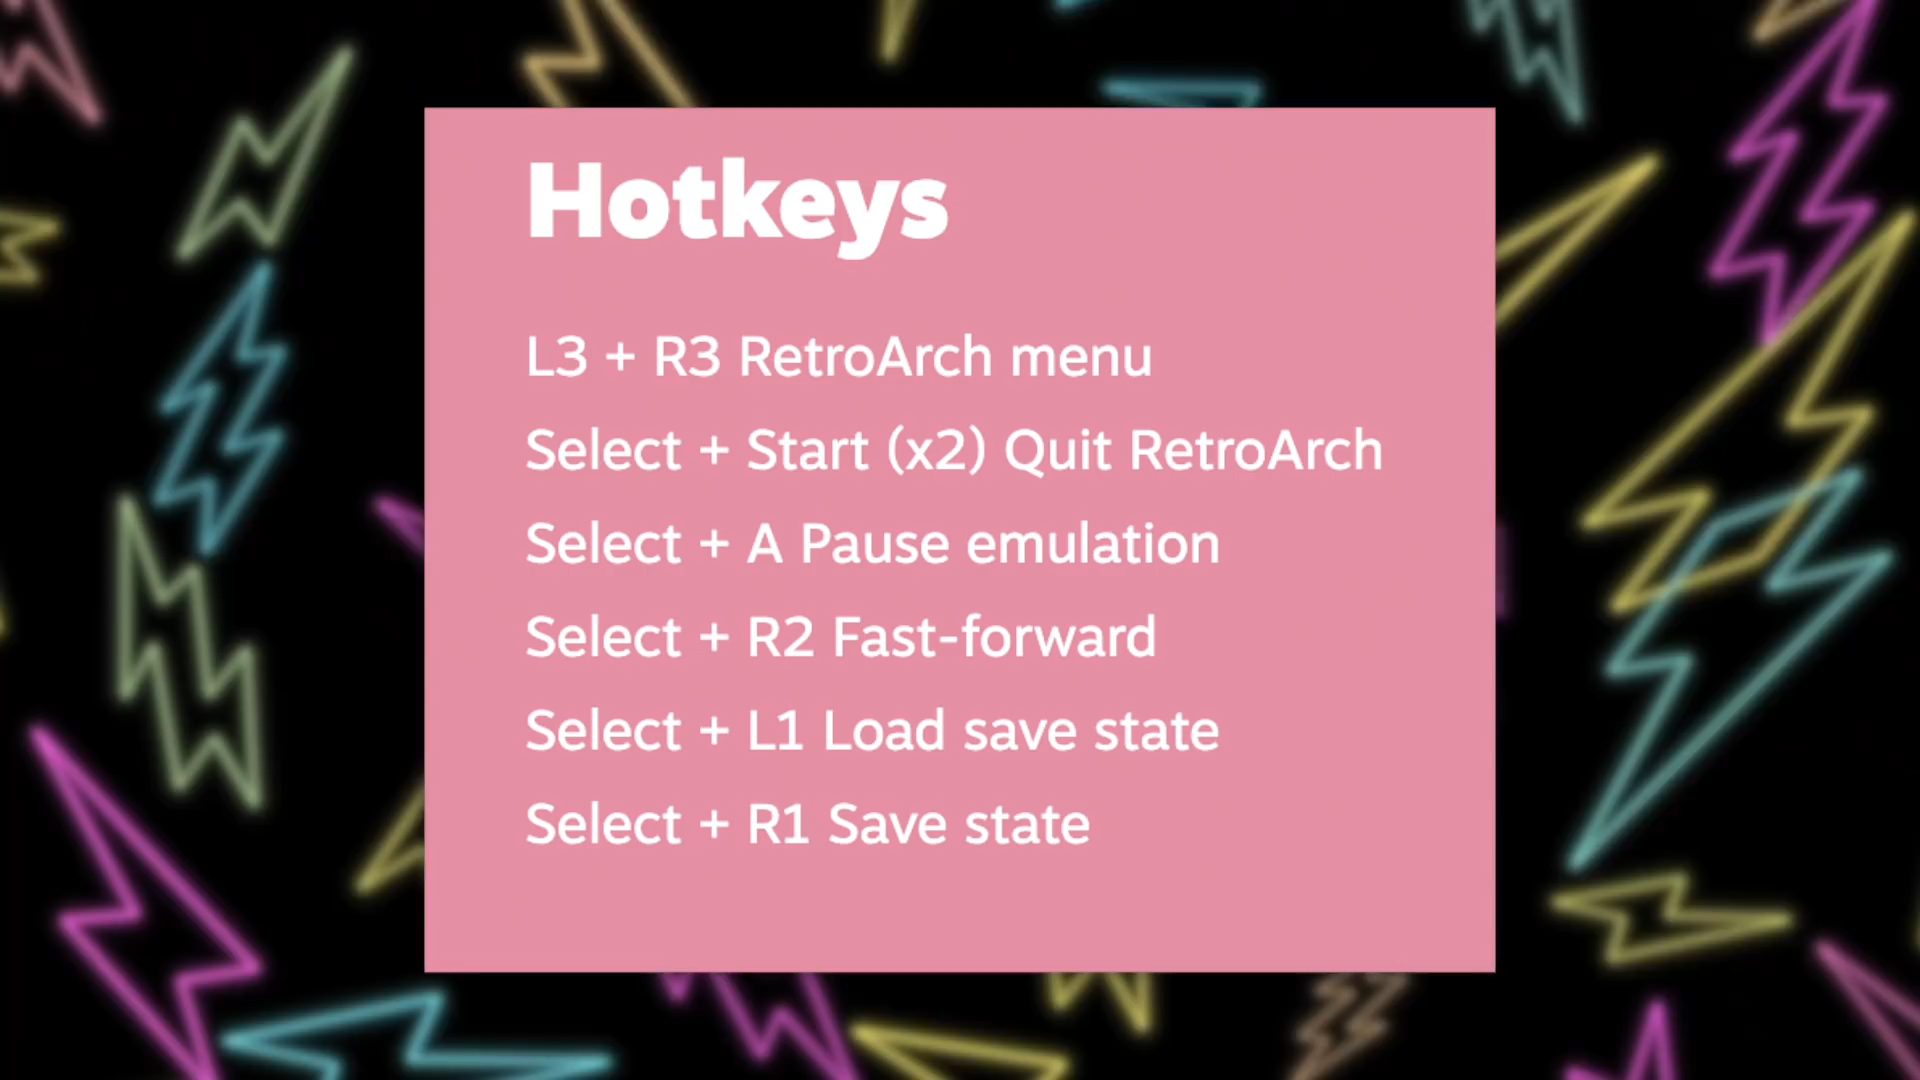 Hotkeys
L3 + R3 RetroArch menu
Select + Start (x2) Quit RetroArch
Select + A Pause emulation
Select + R2 Fast-forward
Select + L1 Load save state
Select + R1 Save state